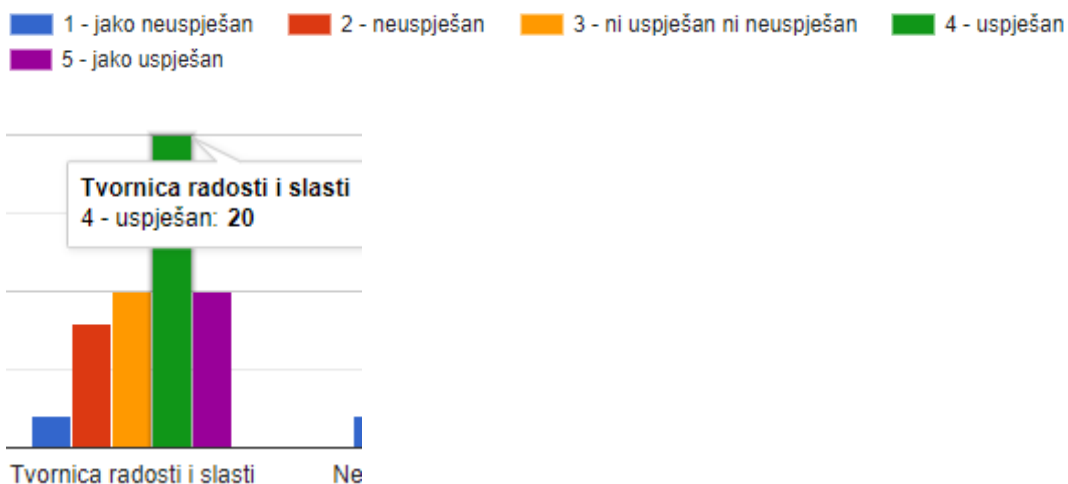 1 - jako neuspješan 2 - neuspješan 3 - ni uspješan ni neuspješan 4 - uspješan
5 - jako uspješan
Tvornica radosti i slasti
4 - uspješan: 20
Tvornica radosti i slasti Ne